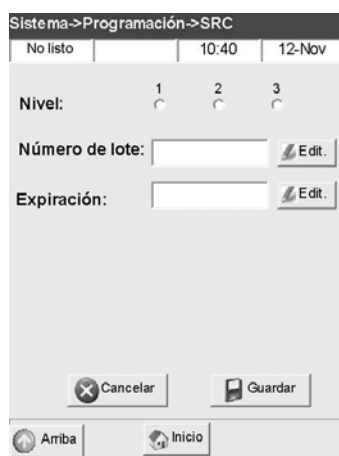 Sistema->Programación->SRC
No listo 10:40 12-Nov
1 2 3
Nivel:
Número de lote: Edit.
Expiración: Edit.
Cancelar Guardar
Arriba Inicio